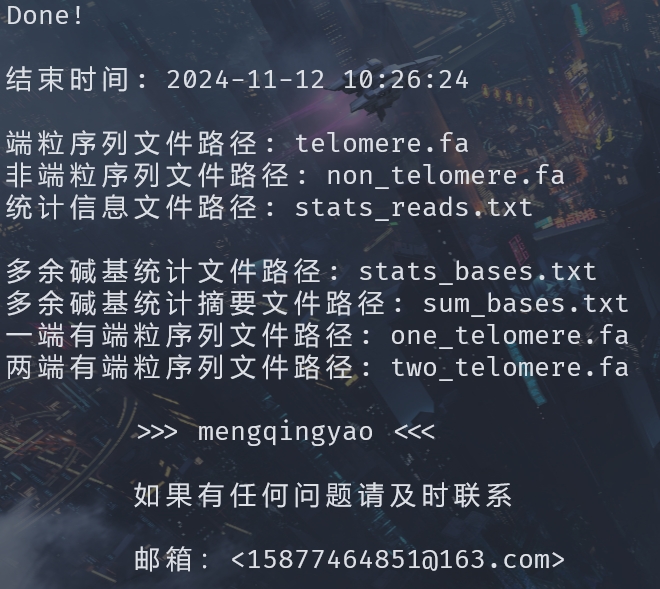 Done!
结束时间: 2024-11-12 10:26:24
端粒序列文件路径: telomere.fa
非端粒序列文件路径: non_telomere.fa
统计信息文件路径: stats_reads.txt
多余碱基统计文件路径: stats_bases.txt
多余碱基统计摘要文件路径: sum_bases.txt
一端有端粒序列文件路径: one_telomere.fa
两端有端粒序列文件路径: two_telomere.fa
>>> mengqingyao <<<
如果有任何问题请及时联系
邮箱: <15877464851@163.com>